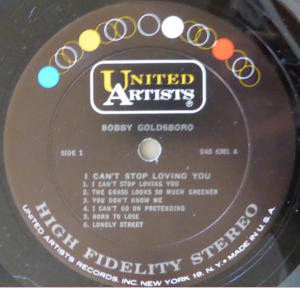 UNITED
ARTISTS®
BOBBY GOLDSBORO
SIDE 1
UAS 6381 A
I CAN'T STOP LOVING YOU
1. I CAN'T STOP LOVING YOU
2. THE GRASS LOOKS SO MUCH GREENER
3. YOU DON'T KNOW ME
4. I CAN'T GO ON PRETENDING
5. BORN TO LOSE
6. LONELY STREET
HIGH FIDELITY STEREO
UNITED ARTISTS RECORDS, INC. NEW YORK 19, N.Y. • MADE IN U.S.A.